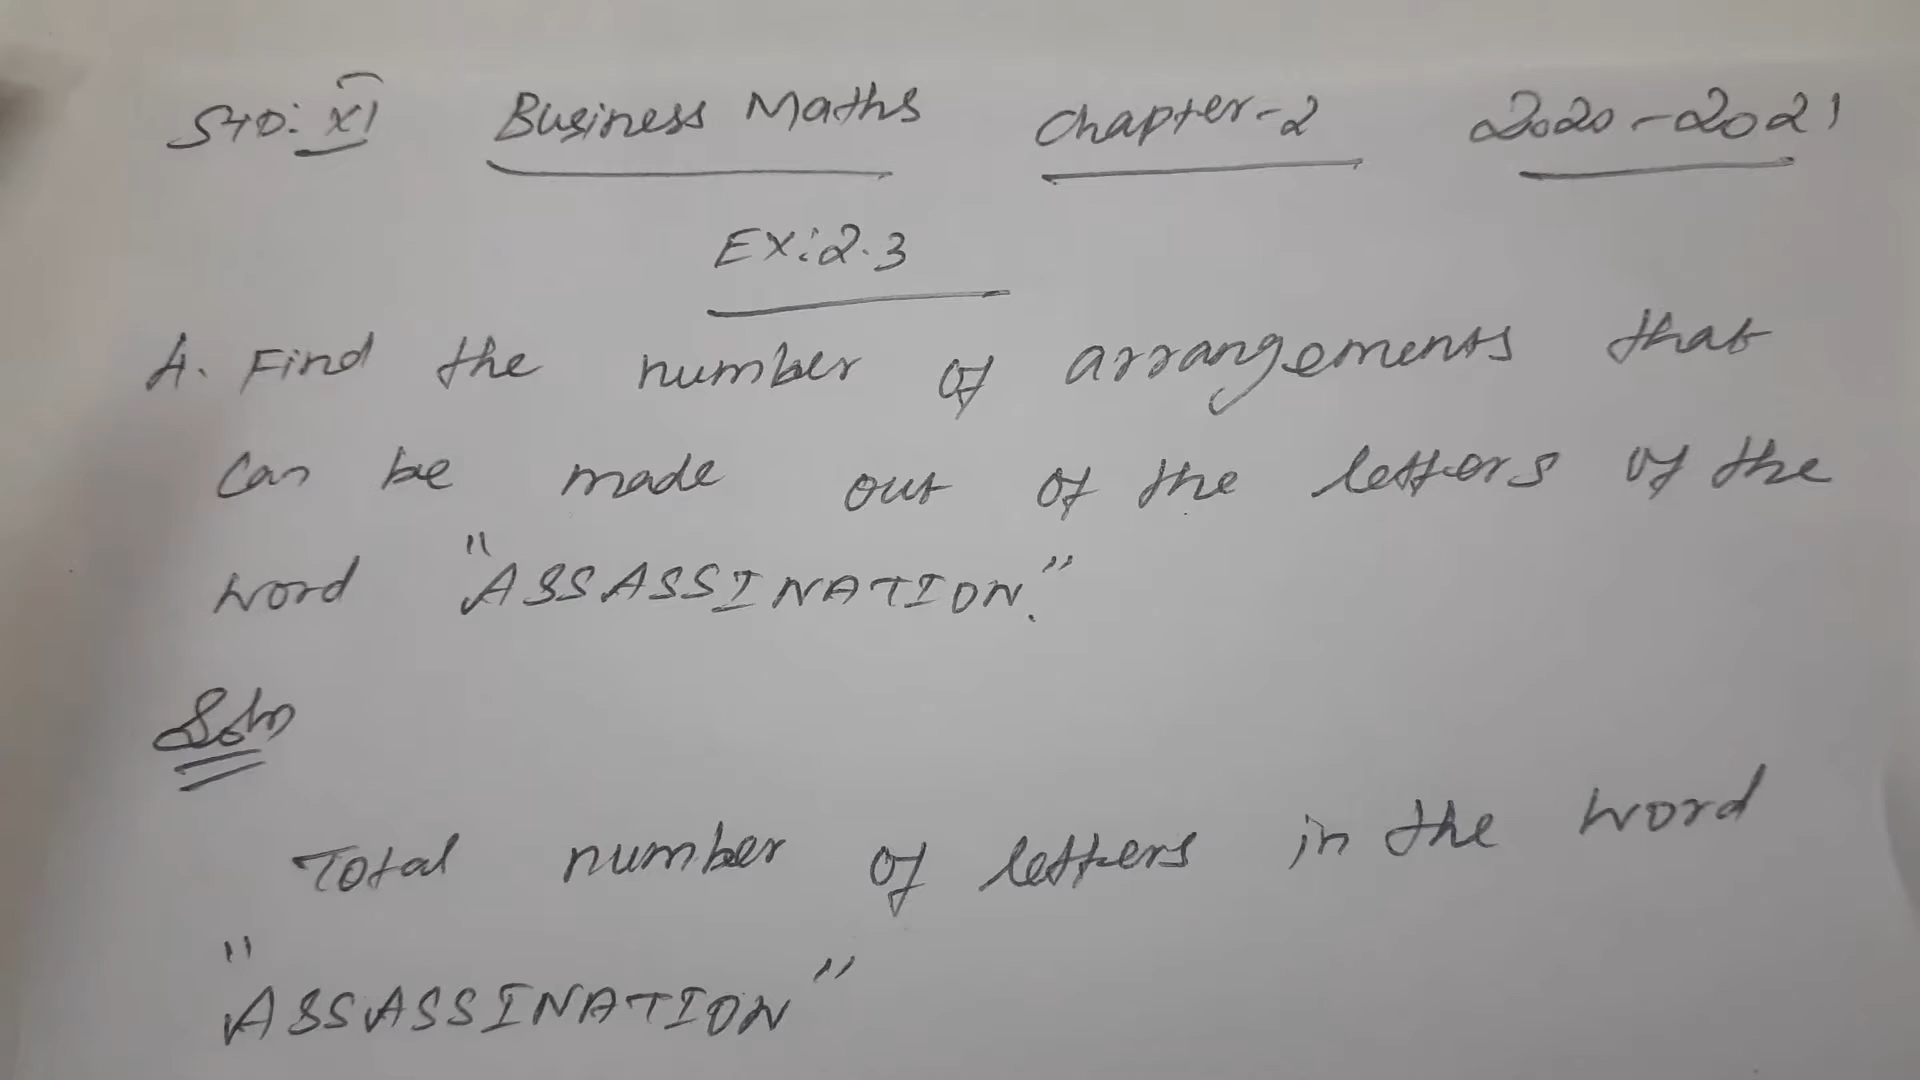 STD: XI Business Maths Chapter-2 2020-2021
EX:2.3
4. Find the number of arrangements that
can be made out of the letters of the
word "ASSASSINATION."
Soln
Total number of letters in the word
"ASSASSINATION"